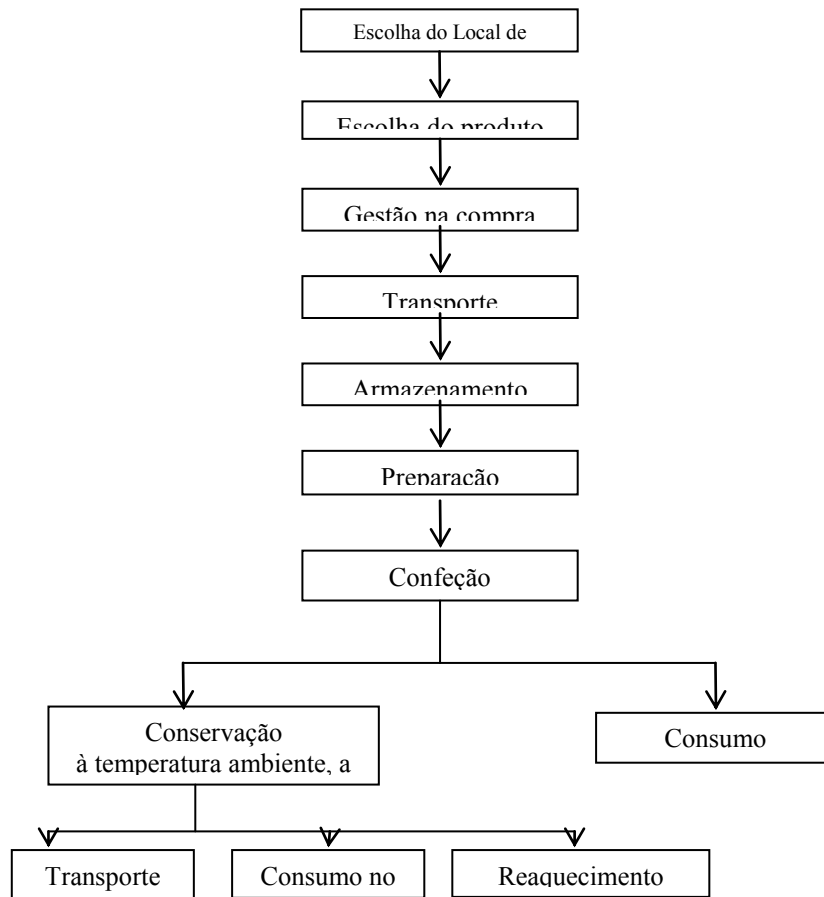 Escolha do Local de
Escolha do produto
Gestão na compra
Transporte
Armazenamento
Preparação
Confeção
Conservação
à temperatura ambiente, a
Consumo
Transporte
Consumo no
Reaquecimento